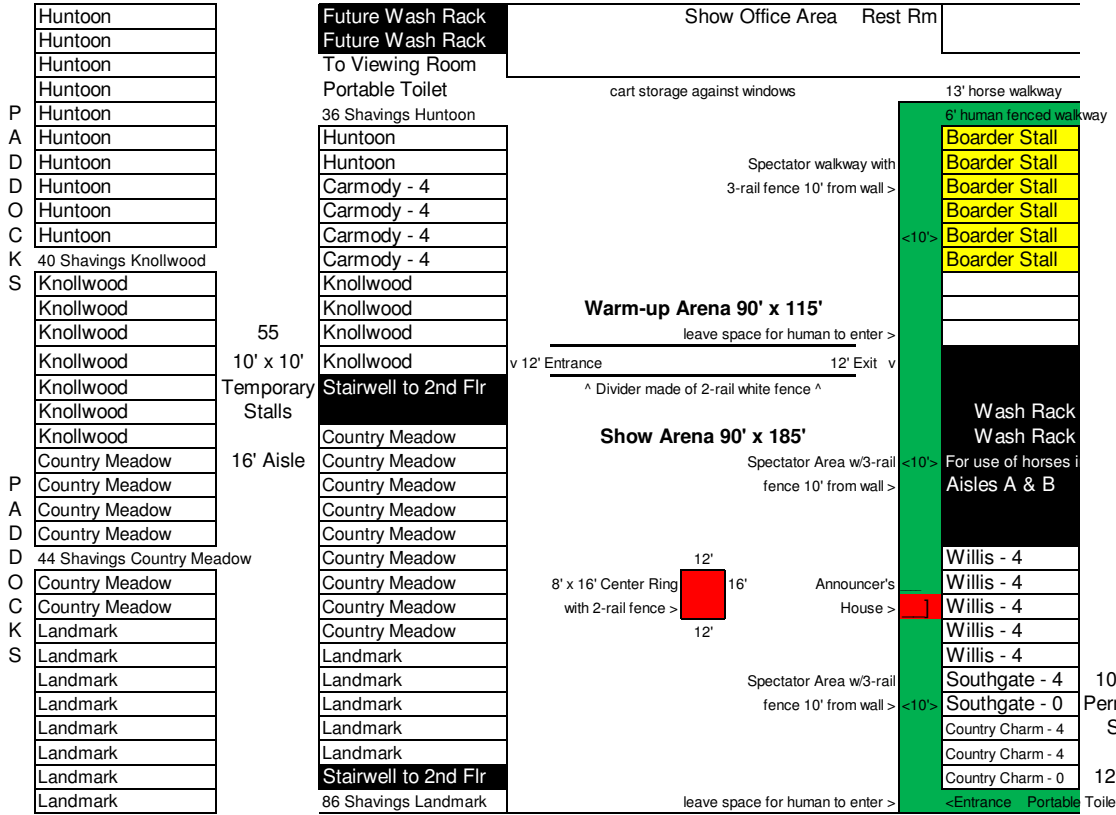 Huntoon Future Wash Rack Show Office Area Rest Rm
Huntoon Future Wash Rack
Huntoon To Viewing Room
Huntoon Portable Toilet cart storage against windows 13' horse walkway
P Huntoon 36 Shavings Huntoon 6' human fenced walkway
A Huntoon Huntoon Boarder Stall
D Huntoon Huntoon Spectator walkway with Boarder Stall
D Huntoon Carmody - 4 3-rail fence 10' from wall > Boarder Stall
O Huntoon Carmody - 4 Boarder Stall
C Huntoon Carmody - 4 <10'> Boarder Stall
K 40 Shavings Knollwood Carmody - 4 Boarder Stall
S Knollwood Knollwood
Knollwood Knollwood Warm-up Arena 90' x 115'
Knollwood 55 Knollwood leave space for human to enter >
Knollwood 10' x 10' Knollwood v 12' Entrance 12' Exit v
Knollwood Temporary Stairwell to 2nd Flr ^ Divider made of 2-rail white fence ^
Knollwood Stalls Wash Rack
Knollwood Country Meadow Show Arena 90' x 185' Wash Rack
Country Meadow 16' Aisle Country Meadow Spectator Area w/3-rail <10'> For use of horses i
P Country Meadow Country Meadow fence 10' from wall > Aisles A & B
A Country Meadow Country Meadow
D Country Meadow Country Meadow
D 44 Shavings Country Meadow Country Meadow 12' Willis - 4
O Country Meadow Country Meadow 8' x 16' Center Ring 16' Announcer's __ Willis - 4
C Country Meadow Country Meadow with 2-rail fence > House > ___] Willis - 4
K Landmark Country Meadow 12' Willis - 4
S Landmark Landmark Willis - 4
Landmark Landmark Spectator Area w/3-rail Southgate - 4 10
Landmark Landmark fence 10' from wall > <10'> Southgate - 0 Perr
Landmark Landmark Country Charm - 4 S
Landmark Landmark Country Charm - 4
Landmark Stairwell to 2nd Flr Country Charm - 0 12
Landmark 86 Shavings Landmark leave space for human to enter > <Entrance Portable Toile